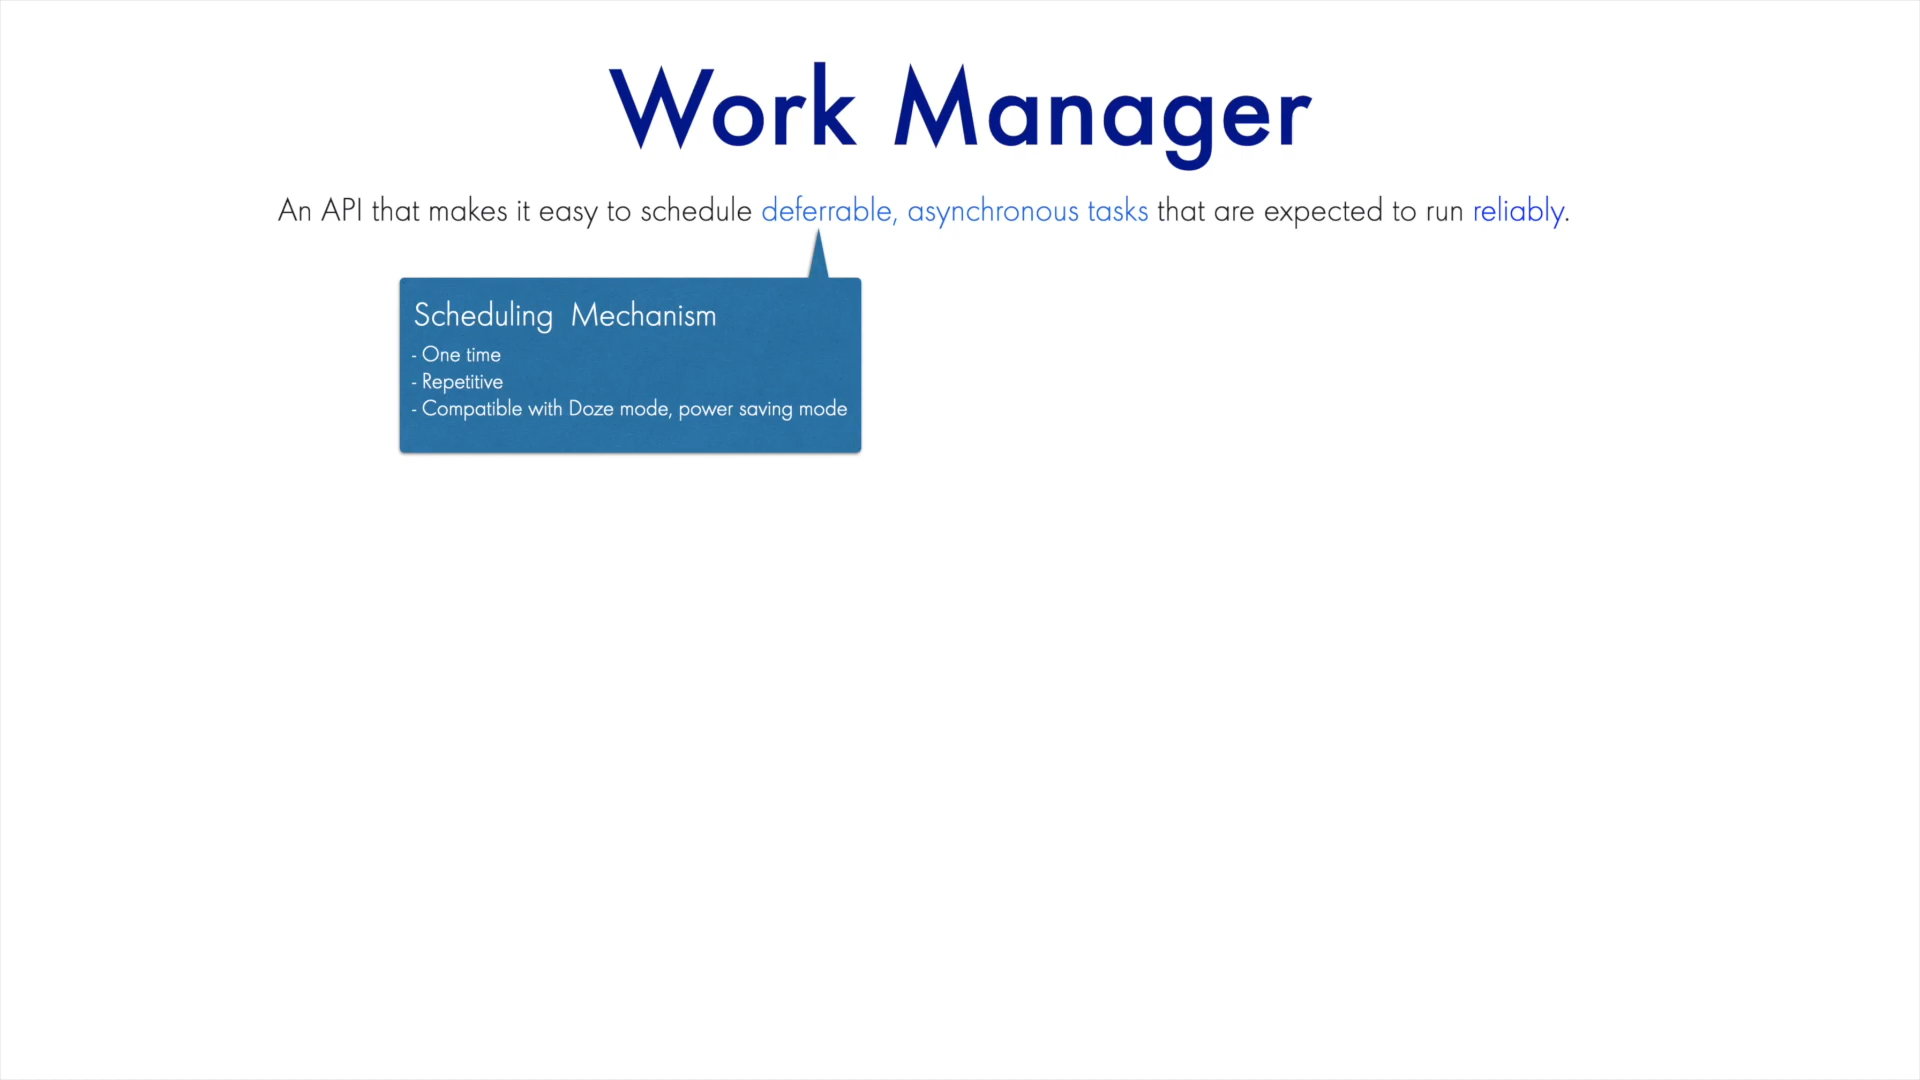 Work Manager
An API that makes it easy to schedule deferrable, asynchronous tasks that are expected to run reliably.
Scheduling Mechanism
- One time
- Repetitive
- Compatible with Doze mode, power saving mode